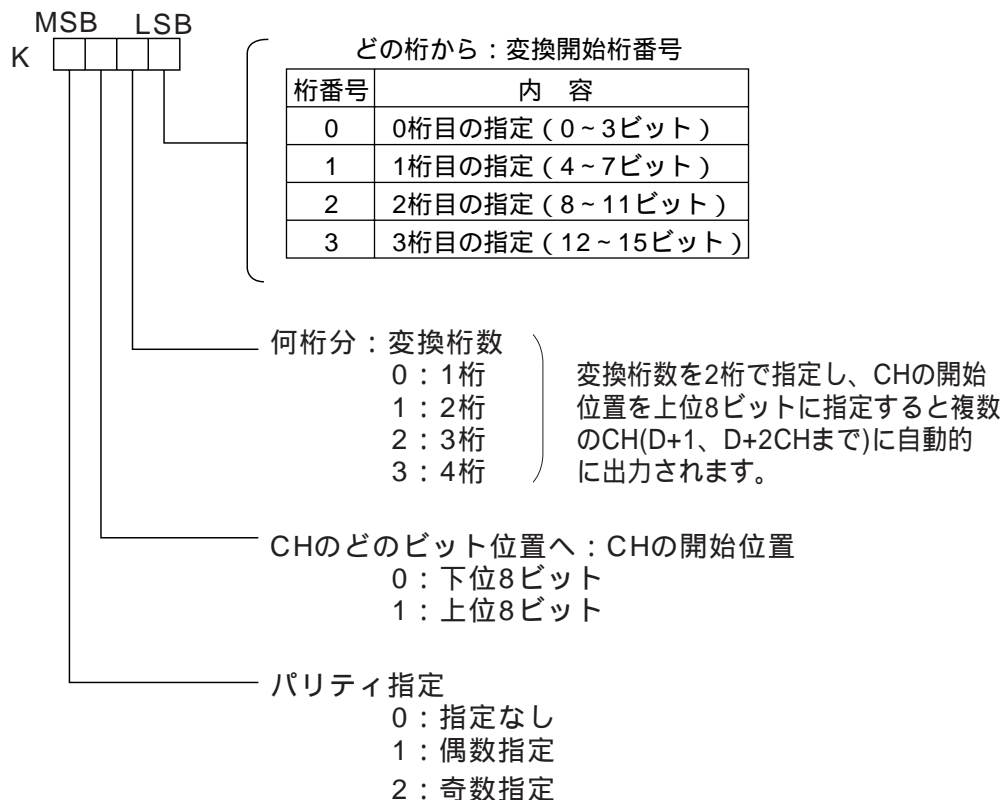 MSB LSB
K
どの桁から：変換開始桁番号
桁番号 内 容
0 0桁目の指定（0~3ビット）
1 1桁目の指定（4~7ビット）
2 2桁目の指定（8~11ビット）
3 3桁目の指定（12~15ビット）
何桁分：変換桁数
0：1桁
1：2桁
2：3桁
3：4桁
変換桁数を2桁で指定し、CHの開始
位置を上位8ビットに指定すると複数
のCH(D+1、D+2CHまで)に自動的
に出力されます。
CHのどのビット位置へ：CHの開始位置
0：下位8ビット
1：上位8ビット
パリティ指定
0：指定なし
1：偶数指定
2：奇数指定